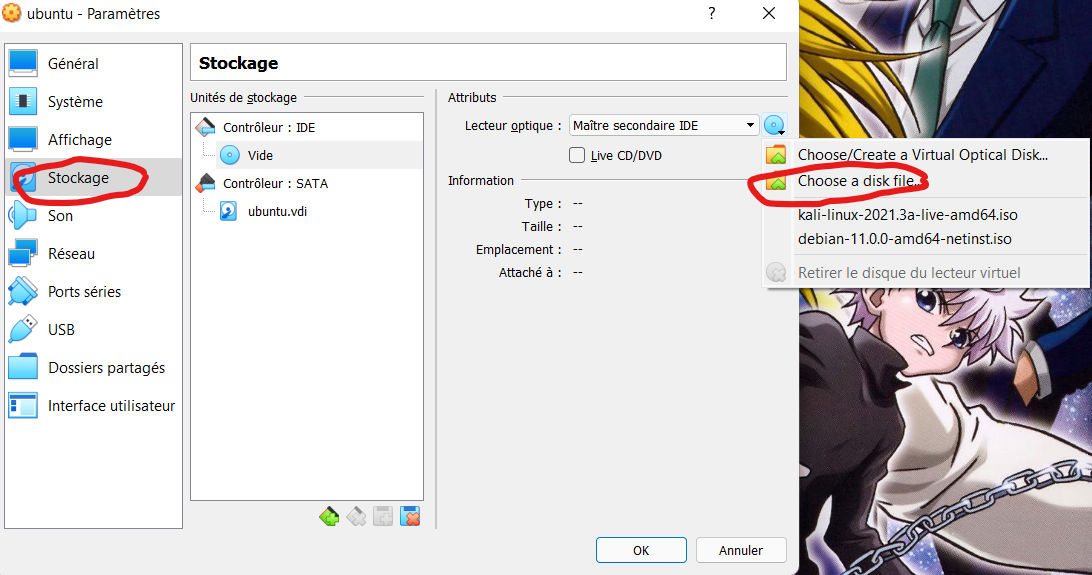 ubuntu - Paramètres
?
Général
Système
Affichage
Stockage
Son
Réseau
Ports séries
USB
Dossiers partagés
Interface utilisateur
Stockage
Unités de stockage
Contrôleur : IDE
Vide
Contrôleur : SATA
ubuntu.vdi
Attributs
Lecteur optique : Maître secondaire IDE
Live CD/DVD
Information
Type : --
Taille : --
Emplacement : --
Attaché à : --
Choose/Create a Virtual Optical Disk...
Choose a disk file...
kali-linux-2021.3a-live-amd64.iso
debian-11.0.0-amd64-netinst.iso
Retirer le disque du lecteur virtuel
OK
Annuler